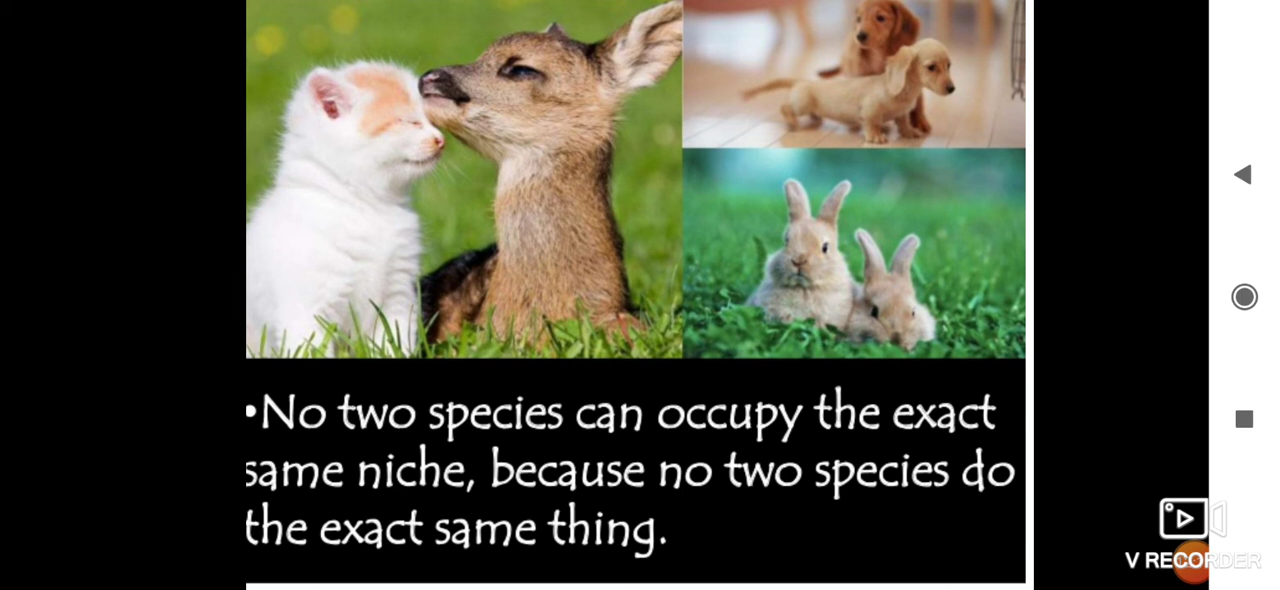 •No two species can occupy the exact
same niche, because no two species do
the exact same thing.
V RECORDER